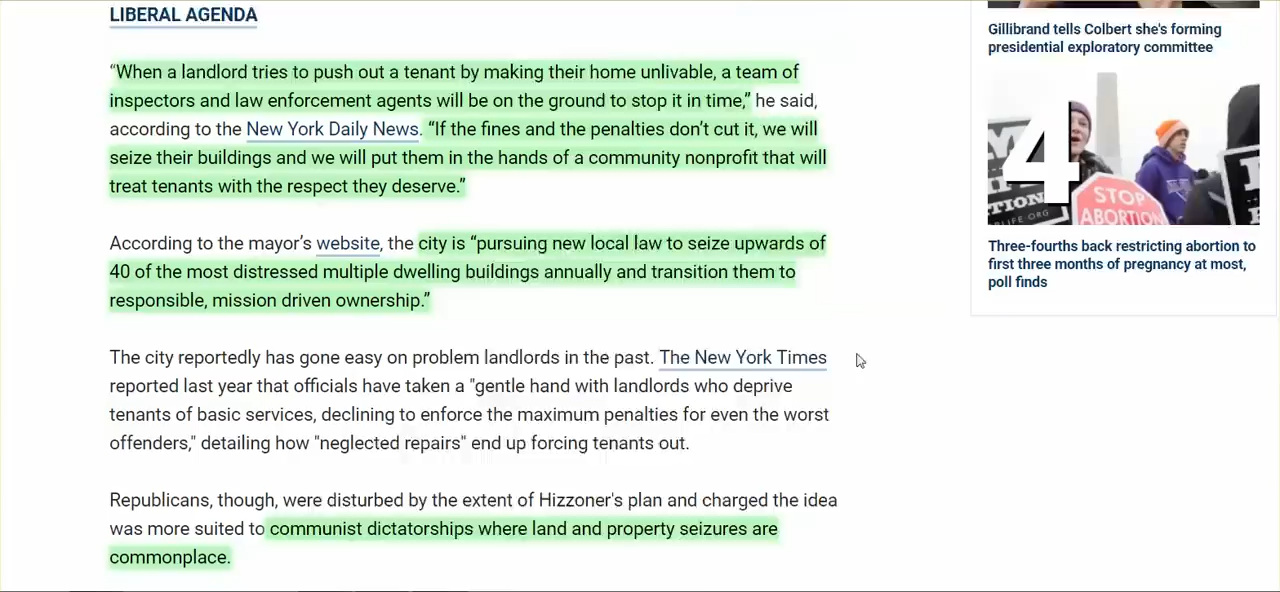 LIBERAL AGENDA
“When a landlord tries to push out a tenant by making their home unlivable, a team of
inspectors and law enforcement agents will be on the ground to stop it in time,” he said,
according to the New York Daily News. “If the fines and the penalties don’t cut it, we will
seize their buildings and we will put them in the hands of a community nonprofit that will
treat tenants with the respect they deserve.”
According to the mayor’s website, the city is “pursuing new local law to seize upwards of
40 of the most distressed multiple dwelling buildings annually and transition them to
responsible, mission driven ownership.”
The city reportedly has gone easy on problem landlords in the past. The New York Times
reported last year that officials have taken a "gentle hand with landlords who deprive
tenants of basic services, declining to enforce the maximum penalties for even the worst
offenders," detailing how "neglected repairs" end up forcing tenants out.
Republicans, though, were disturbed by the extent of Hizzoner's plan and charged the idea
was more suited to communist dictatorships where land and property seizures are
commonplace.
Gillibrand tells Colbert she's forming
presidential exploratory committee
4
STOP
ABORTION
Three-fourths back restricting abortion to
first three months of pregnancy at most,
poll finds